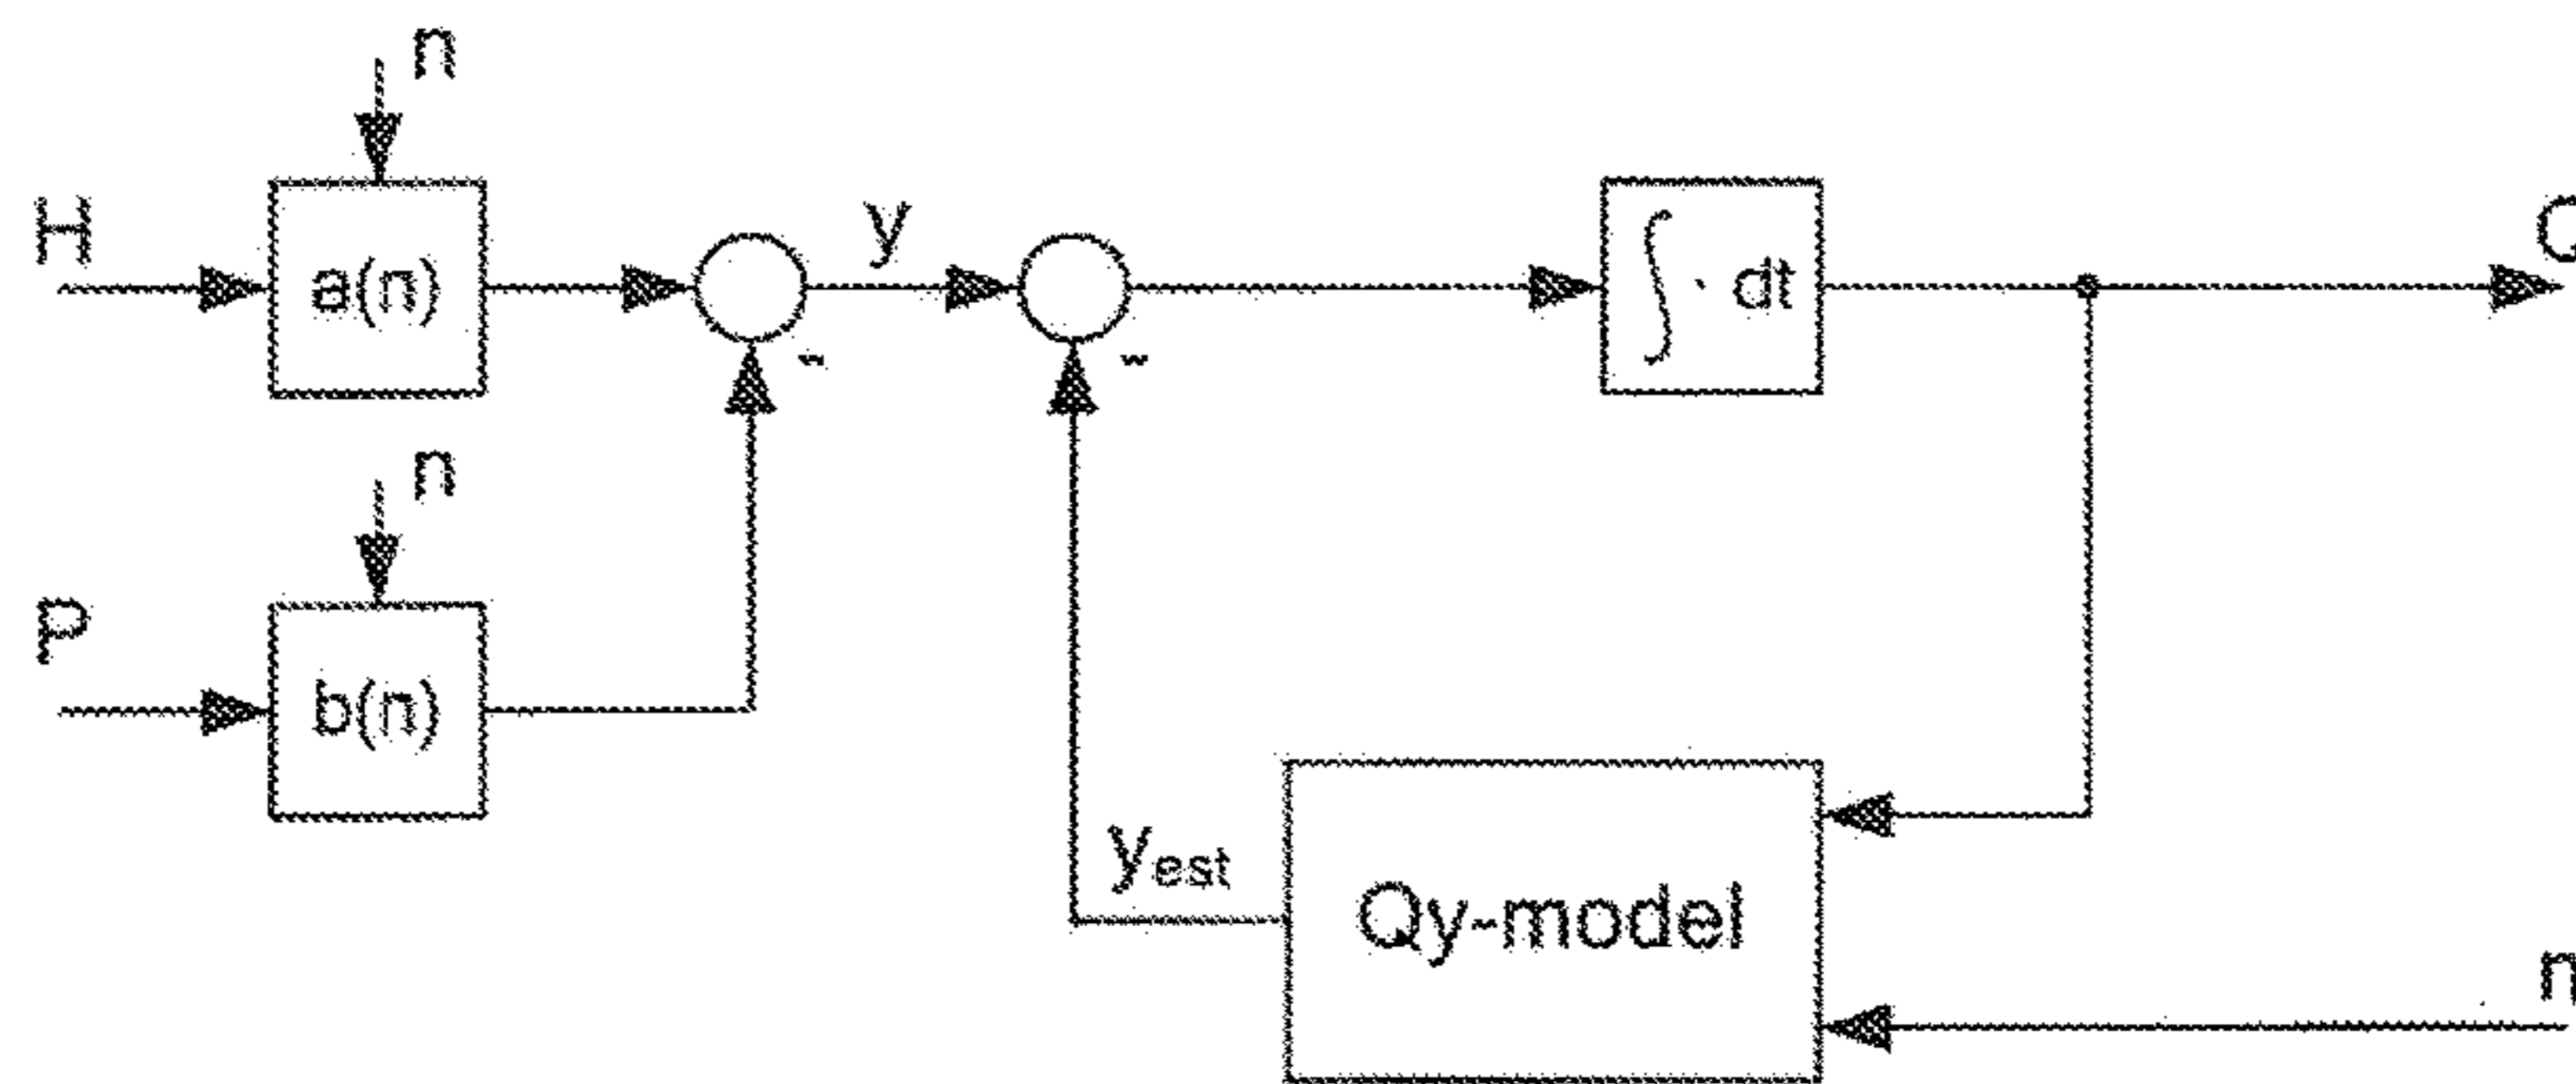 n
H
a(n)
y
∫ · dt
n
P
b(n)
yest
Qy-model
n